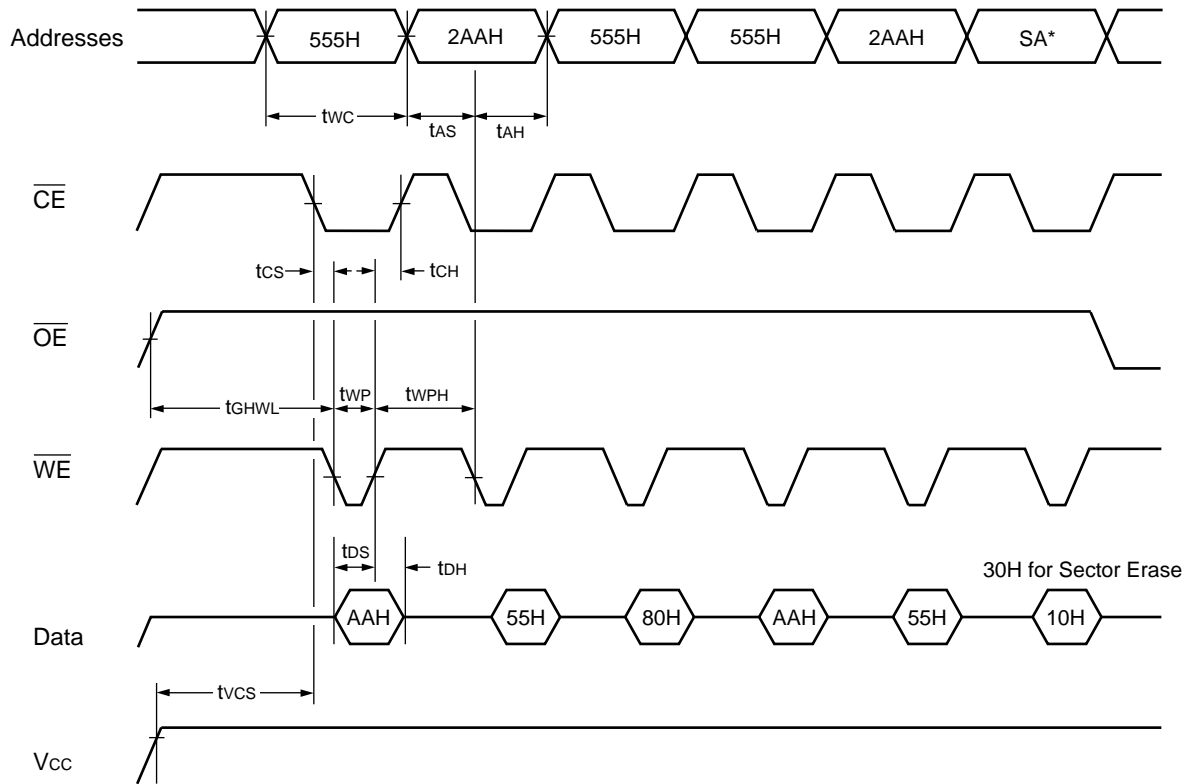 Addresses 555H 2AAH 555H 555H 2AAH SA*
tWC tAS tAH
CE
tCS tCH
OE
tGHWL tWP tWPH
WE
tDS tDH
30H for Sector Erase
Data AAH 55H 80H AAH 55H 10H
tVCS
VCC